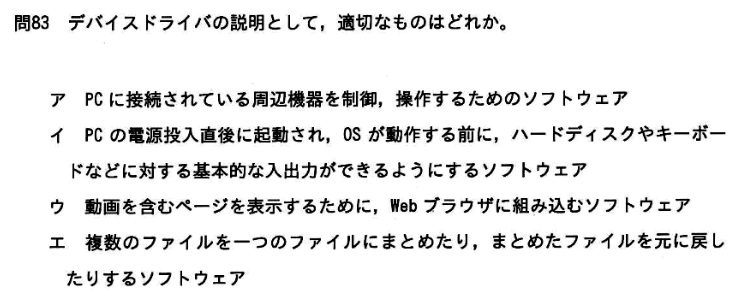 問83 デバイスドライバの説明として，適切なものはどれか。
ア PCに接続されている周辺機器を制御，操作するためのソフトウェア
イ PCの電源投入直後に起動され，OSが動作する前に，ハードディスクやキーボー
ドなどに対する基本的な入出力ができるようにするソフトウェア
ウ 動画を含むページを表示するために，Webブラウザに組み込むソフトウェア
エ 複数のファイルを一つのファイルにまとめたり，まとめたファイルを元に戻し
たりするソフトウェア